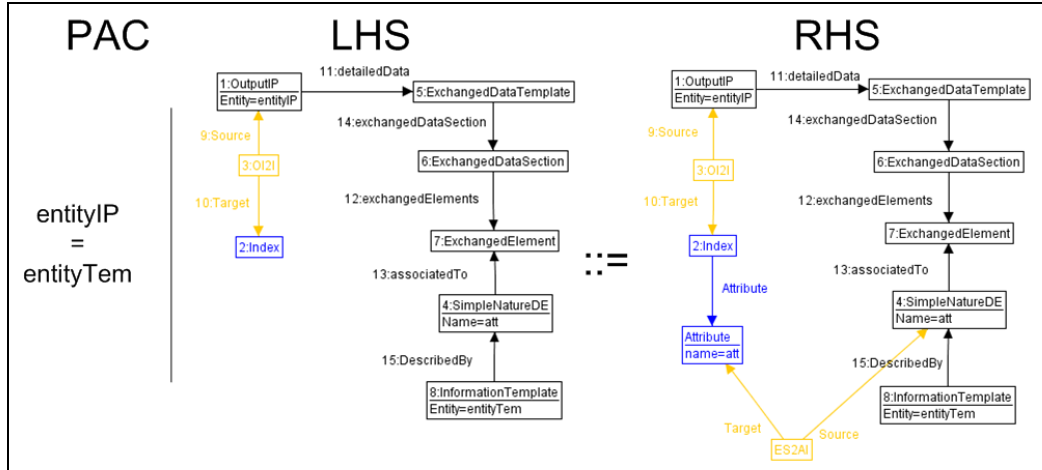 PAC
LHS
RHS
entityIP
=
entityTem
11:detailedData
1:OutputIP
Entity=entityIP
5:ExchangedDataTemplate
14:exchangedDataSection
9:Source
3:OI2I
6:ExchangedDataSection
10:Target
12:exchangedElements
2:Index
7:ExchangedElement
13:associatedTo
4:SimpleNatureDE
Name=att
15:DescribedBy
8:InformationTemplate
Entity=entityTem
::=
11:detailedData
1:OutputIP
Entity=entityIP
5:ExchangedDataTemplate
14:exchangedDataSection
9:Source
3:OI2I
6:ExchangedDataSection
10:Target
12:exchangedElements
2:Index
7:ExchangedElement
13:associatedTo
Attribute
4:SimpleNatureDE
Name=att
Attribute
name=att
15:DescribedBy
8:InformationTemplate
Entity=entityTem
Target
Source
ES2AI